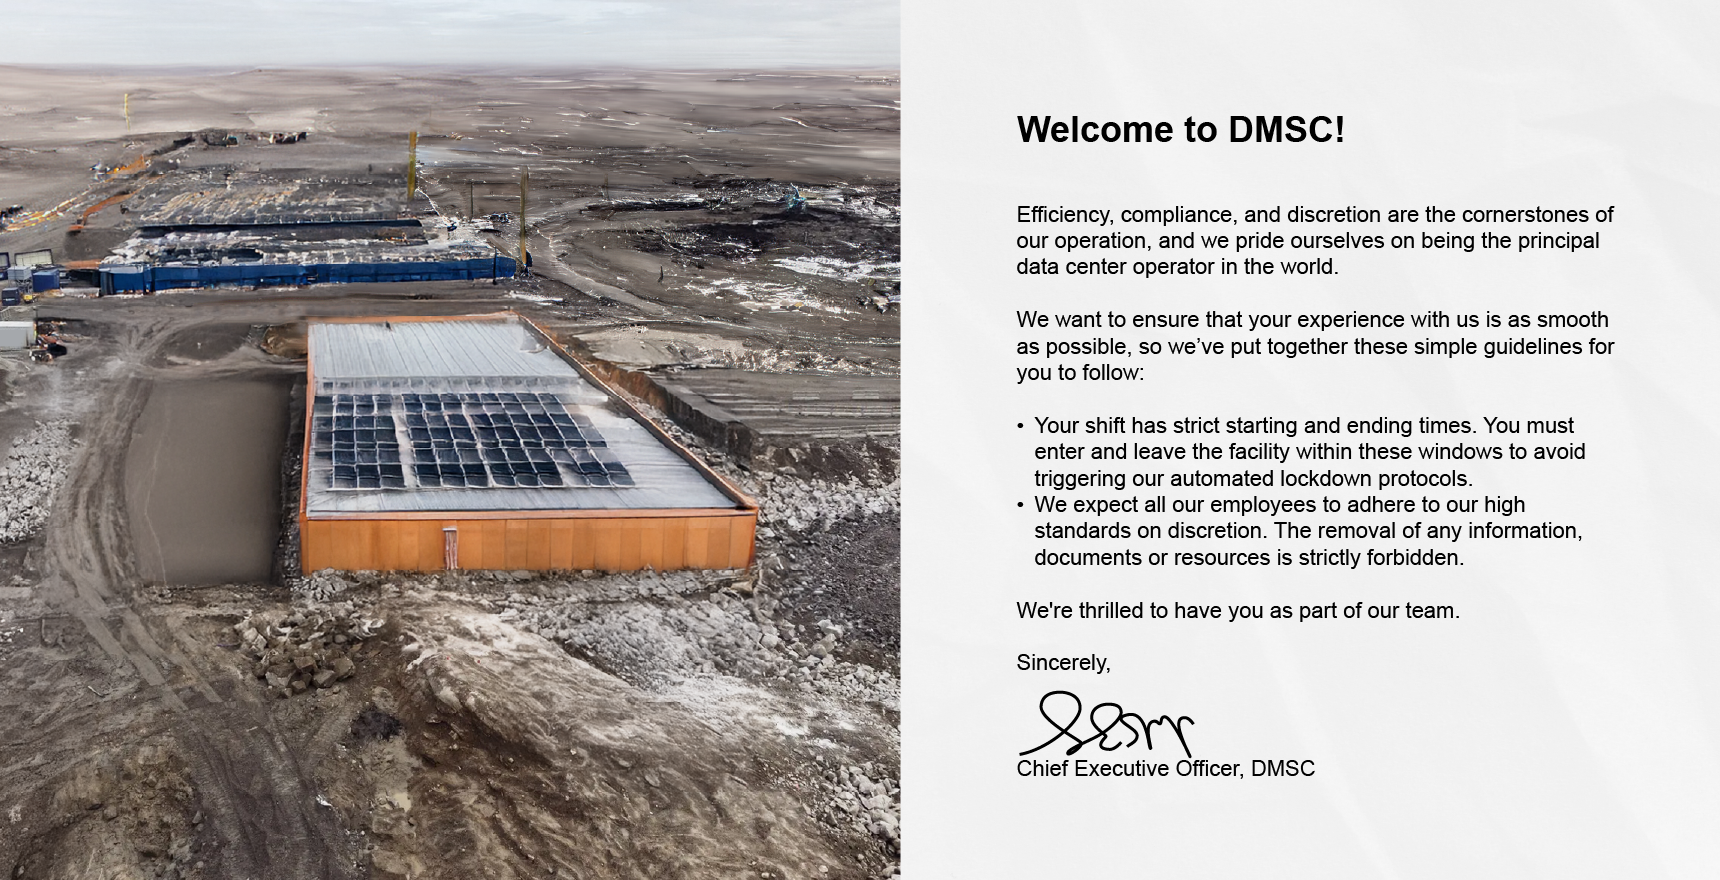 Welcome to DMSC!
Efficiency, compliance, and discretion are the cornerstones of
our operation, and we pride ourselves on being the principal
data center operator in the world.
We want to ensure that your experience with us is as smooth
as possible, so we’ve put together these simple guidelines for
you to follow:
• Your shift has strict starting and ending times. You must
enter and leave the facility within these windows to avoid
triggering our automated lockdown protocols.
• We expect all our employees to adhere to our high
standards on discretion. The removal of any information,
documents or resources is strictly forbidden.
We're thrilled to have you as part of our team.
Sincerely,
Chief Executive Officer, DMSC